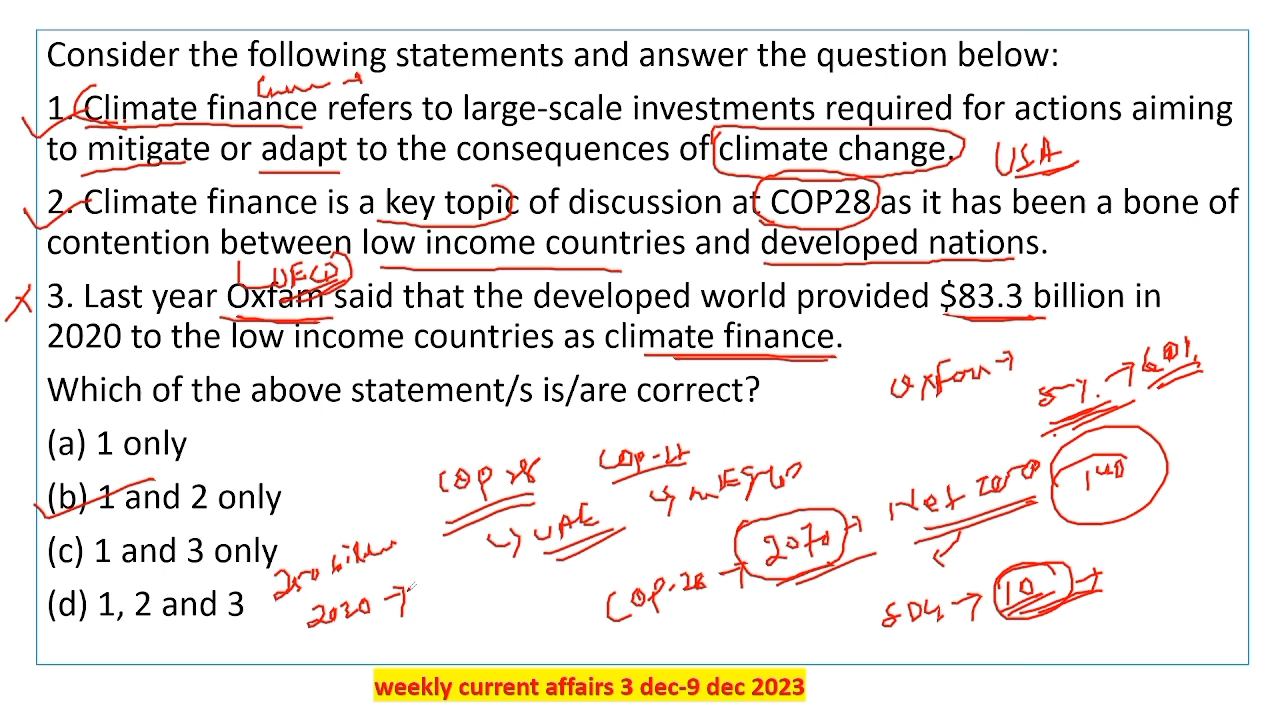 Consider the following statements and answer the question below:
1. Climate finance refers to large-scale investments required for actions aiming
to mitigate or adapt to the consequences of climate change.
USA
2. Climate finance is a key topic of discussion at COP28 as it has been a bone of
contention between low income countries and developed nations.
OECD
3. Last year Oxfam said that the developed world provided $83.3 billion in
2020 to the low income countries as climate finance.
Oxfam
Which of the above statement/s is/are correct?
(a) 1 only
COP 28
(b) 1 and 2 only
Net zero
140
UAE
2070
(c) 1 and 3 only
COP-28
SDG
10
2030
(d) 1, 2 and 3
weekly current affairs 3 dec-9 dec 2023